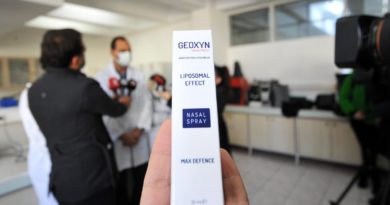 GEOXYN
LIPOSOMAL
EFFECT
NASAL
SPRAY
MAX DEFENCE